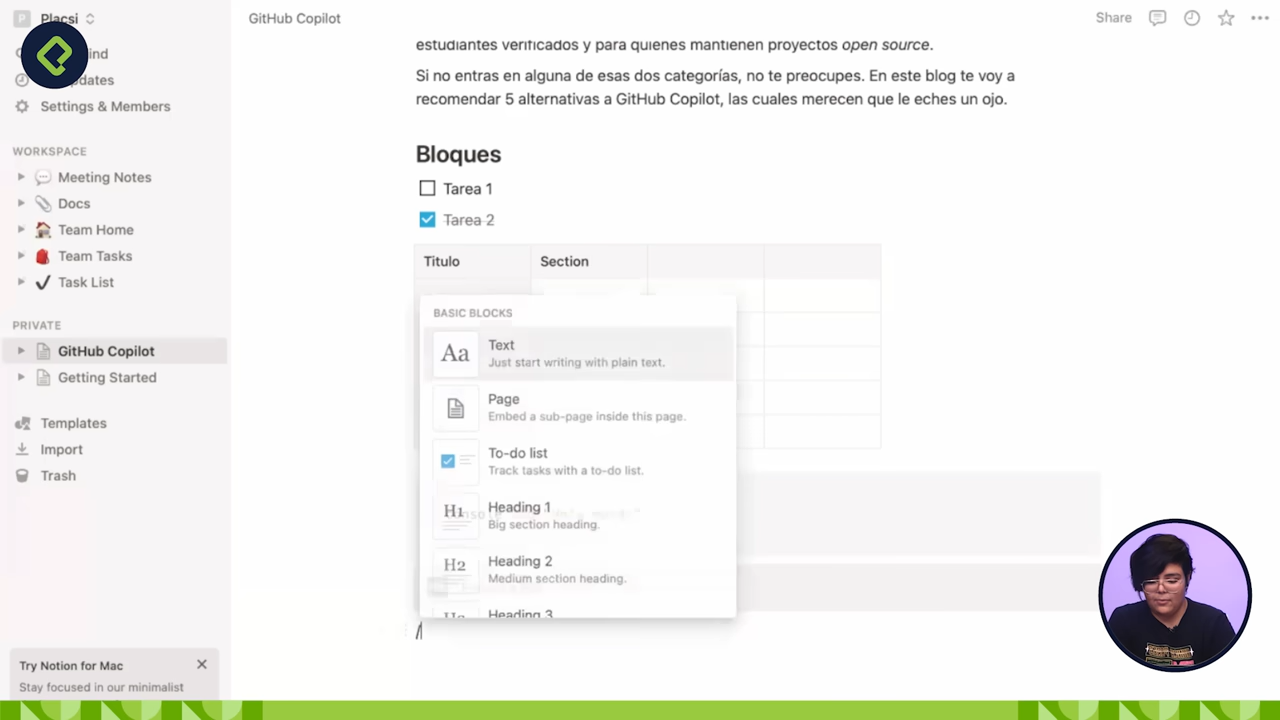 P Placsi
GitHub Copilot
Share
Settings & Members
WORKSPACE
Meeting Notes
Docs
Team Home
Team Tasks
Task List
PRIVATE
GitHub Copilot
Getting Started
Templates
Import
Trash
Try Notion for Mac
Stay focused in our minimalist
estudiantes verificados y para quienes mantienen proyectos open source.
Si no entras en alguna de esas dos categorías, no te preocupes. En este blog te voy a
recomendar 5 alternativas a GitHub Copilot, las cuales merecen que le eches un ojo.
Bloques
Tarea 1
Tarea 2
Titulo Section
BASIC BLOCKS
Aa Text
Just start writing with plain text.
Page
Embed a sub-page inside this page.
To-do list
Track tasks with a to-do list.
H1 Heading 1
Big section heading.
H2 Heading 2
Medium section heading.
Heading 3
/